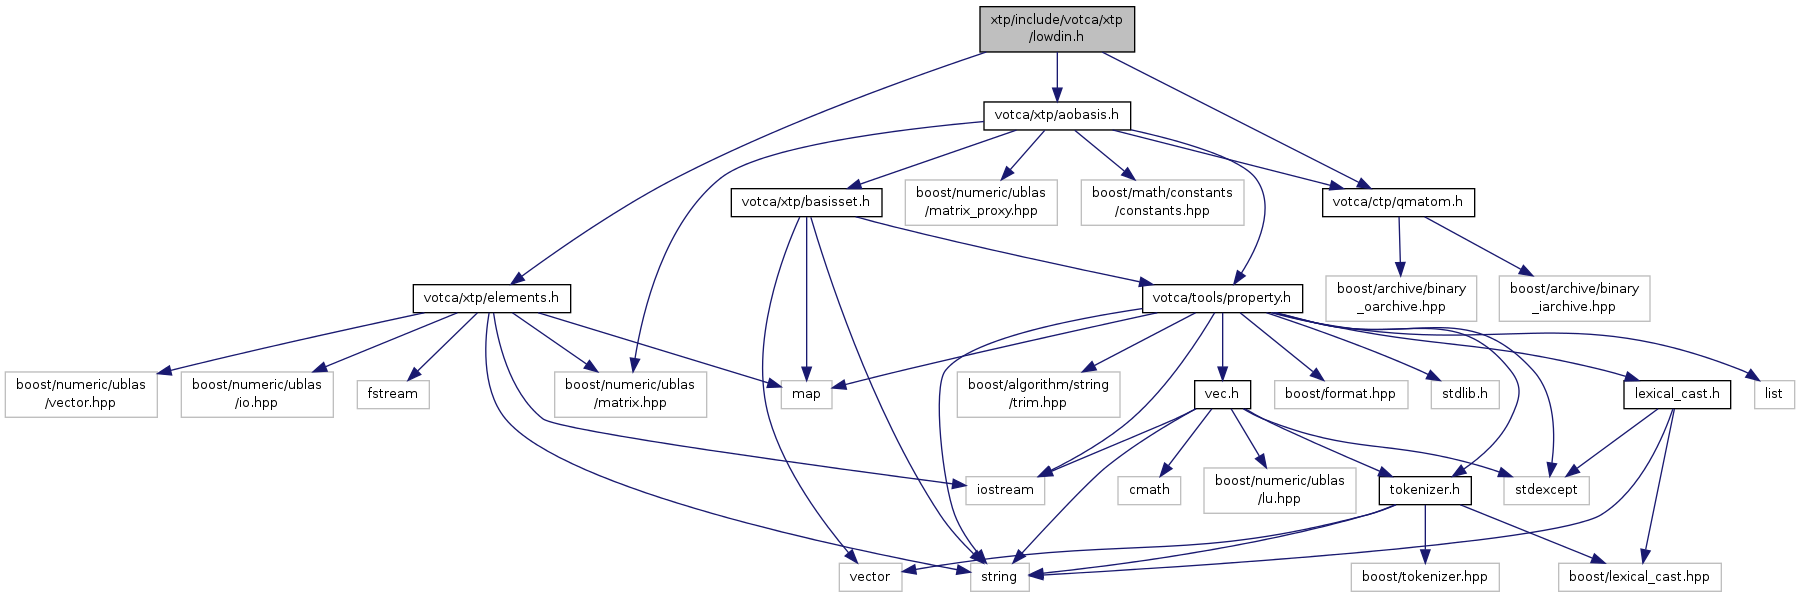 xtp/include/votca/xtp
/lowdin.h
votca/xtp/aobasis.h
votca/xtp/basisset.h
boost/numeric/ublas
/matrix_proxy.hpp
boost/math/constants
/constants.hpp
votca/ctp/qmatom.h
votca/xtp/elements.h
votca/tools/property.h
boost/archive/binary
_oarchive.hpp
boost/archive/binary
_iarchive.hpp
boost/numeric/ublas
/vector.hpp
boost/numeric/ublas
/io.hpp
fstream
boost/numeric/ublas
/matrix.hpp
map
boost/algorithm/string
/trim.hpp
vec.h
boost/format.hpp
stdlib.h
lexical_cast.h
list
iostream
cmath
boost/numeric/ublas
/lu.hpp
tokenizer.h
stdexcept
vector
string
boost/tokenizer.hpp
boost/lexical_cast.hpp